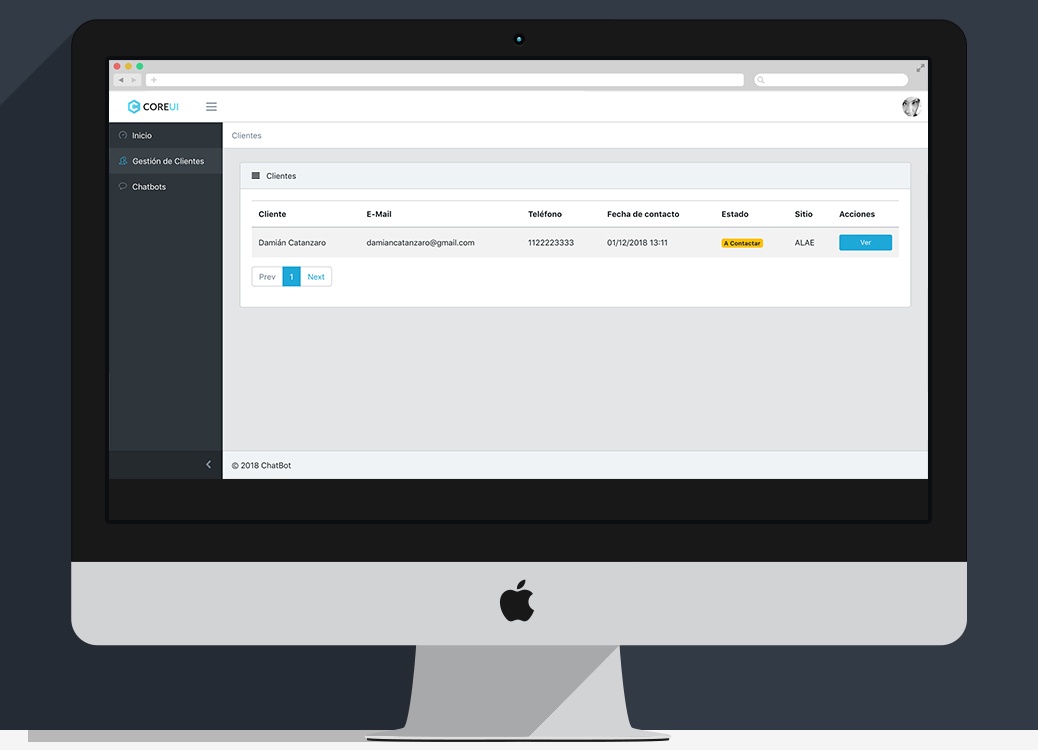 COREUI
Inicio
Clientes
Gestión de Clientes
Chatbots
Clientes
Cliente E-Mail Teléfono Fecha de contacto Estado Sitio Acciones
Damián Catanzaro damiancatanzaro@gmail.com 1122223333 01/12/2018 13:11 A Contactar ALAE Ver
Prev 1 Next
© 2018 ChatBot